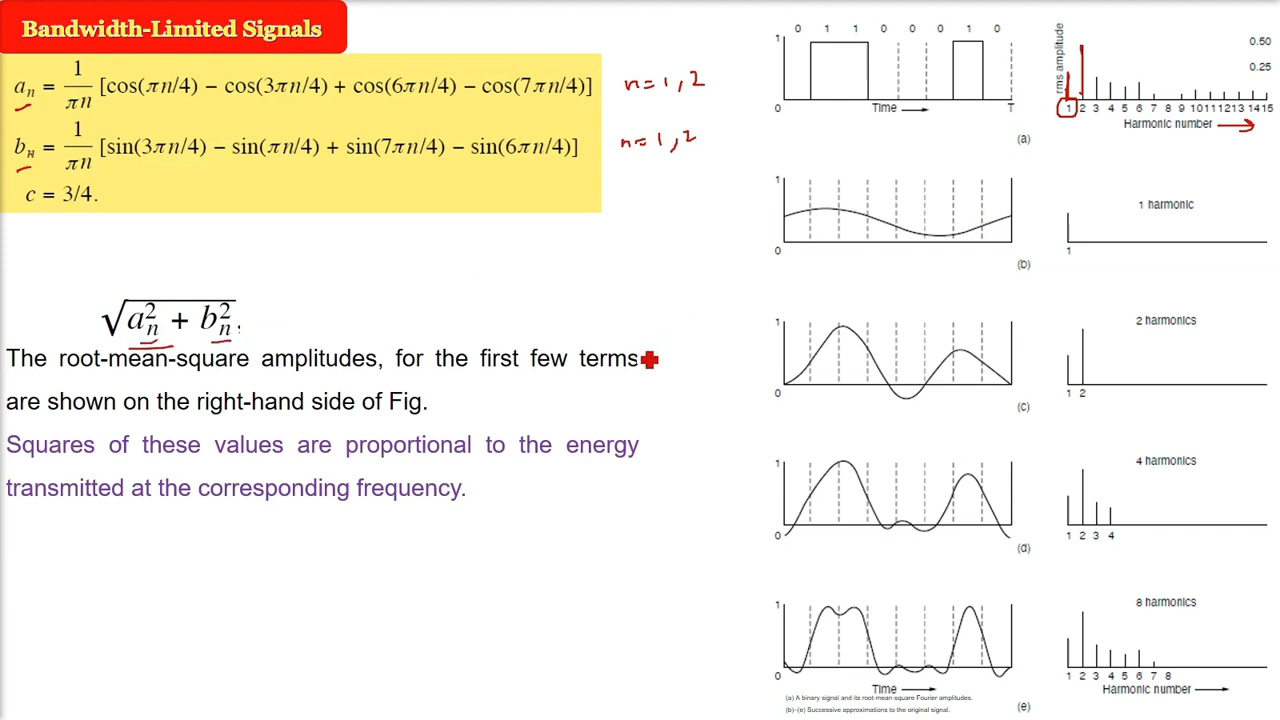 Bandwidth-Limited Signals
aₙ = 1/πn [cos(πn/4) − cos(3πn/4) + cos(6πn/4) − cos(7πn/4)] n=1,2
bₙ = 1/πn [sin(3πn/4) − sin(πn/4) + sin(7πn/4) − sin(6πn/4)] n=1,2
c = 3/4.
√aₙ² + bₙ².
The root-mean-square amplitudes, for the first few terms
are shown on the right-hand side of Fig.
Squares of these values are proportional to the energy
transmitted at the corresponding frequency.
0 1 1 0 0 0 1 0
1
0
Time
T
(a)
rms amplitude
0.50
0.25
1 2 3 4 5 6 7 8 9 10 11 12 13 14 15
Harmonic number
1
0
(b)
1 harmonic
1
1
0
(c)
2 harmonics
1 2
1
0
(d)
4 harmonics
1 2 3 4
1
0
Time
(e)
8 harmonics
1 2 3 4 5 6 7 8
Harmonic number
(a) A binary signal and its root-mean-square Fourier amplitudes.
(b)-(e) Successive approximations to the original signal.